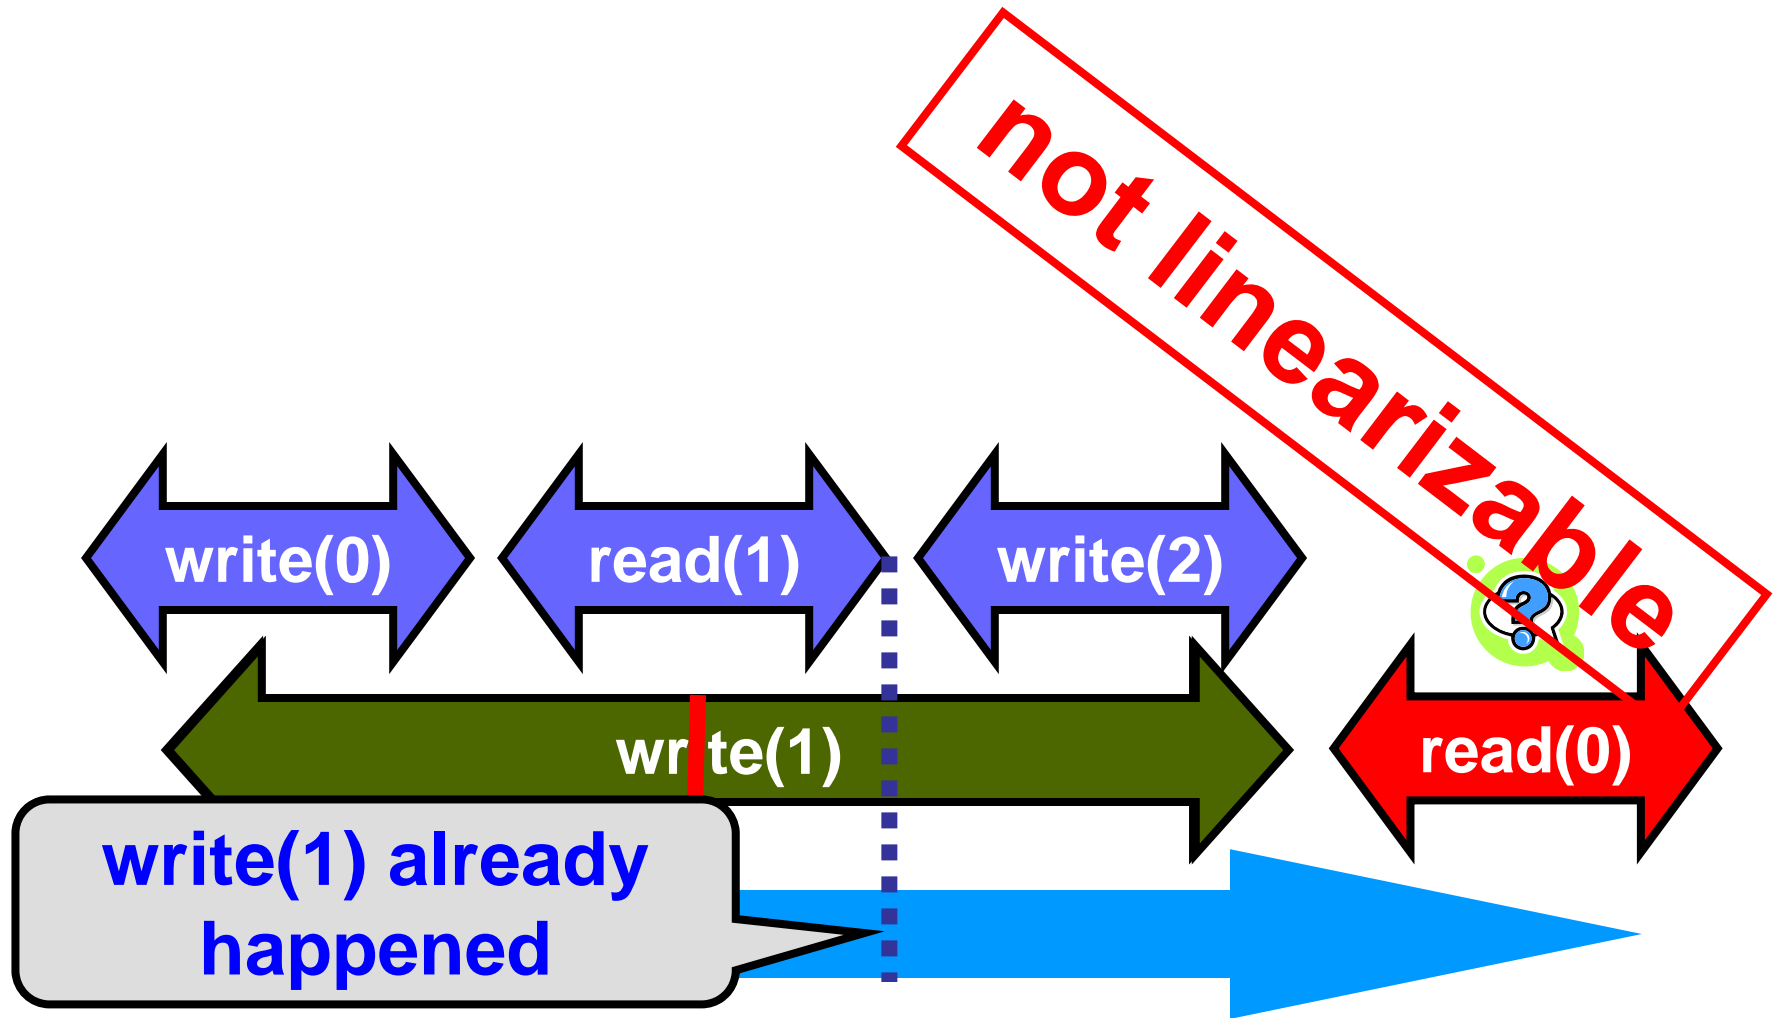 not linearizable
write(0)
read(1)
write(2)
?
write(1)
read(0)
write(1) already
happened